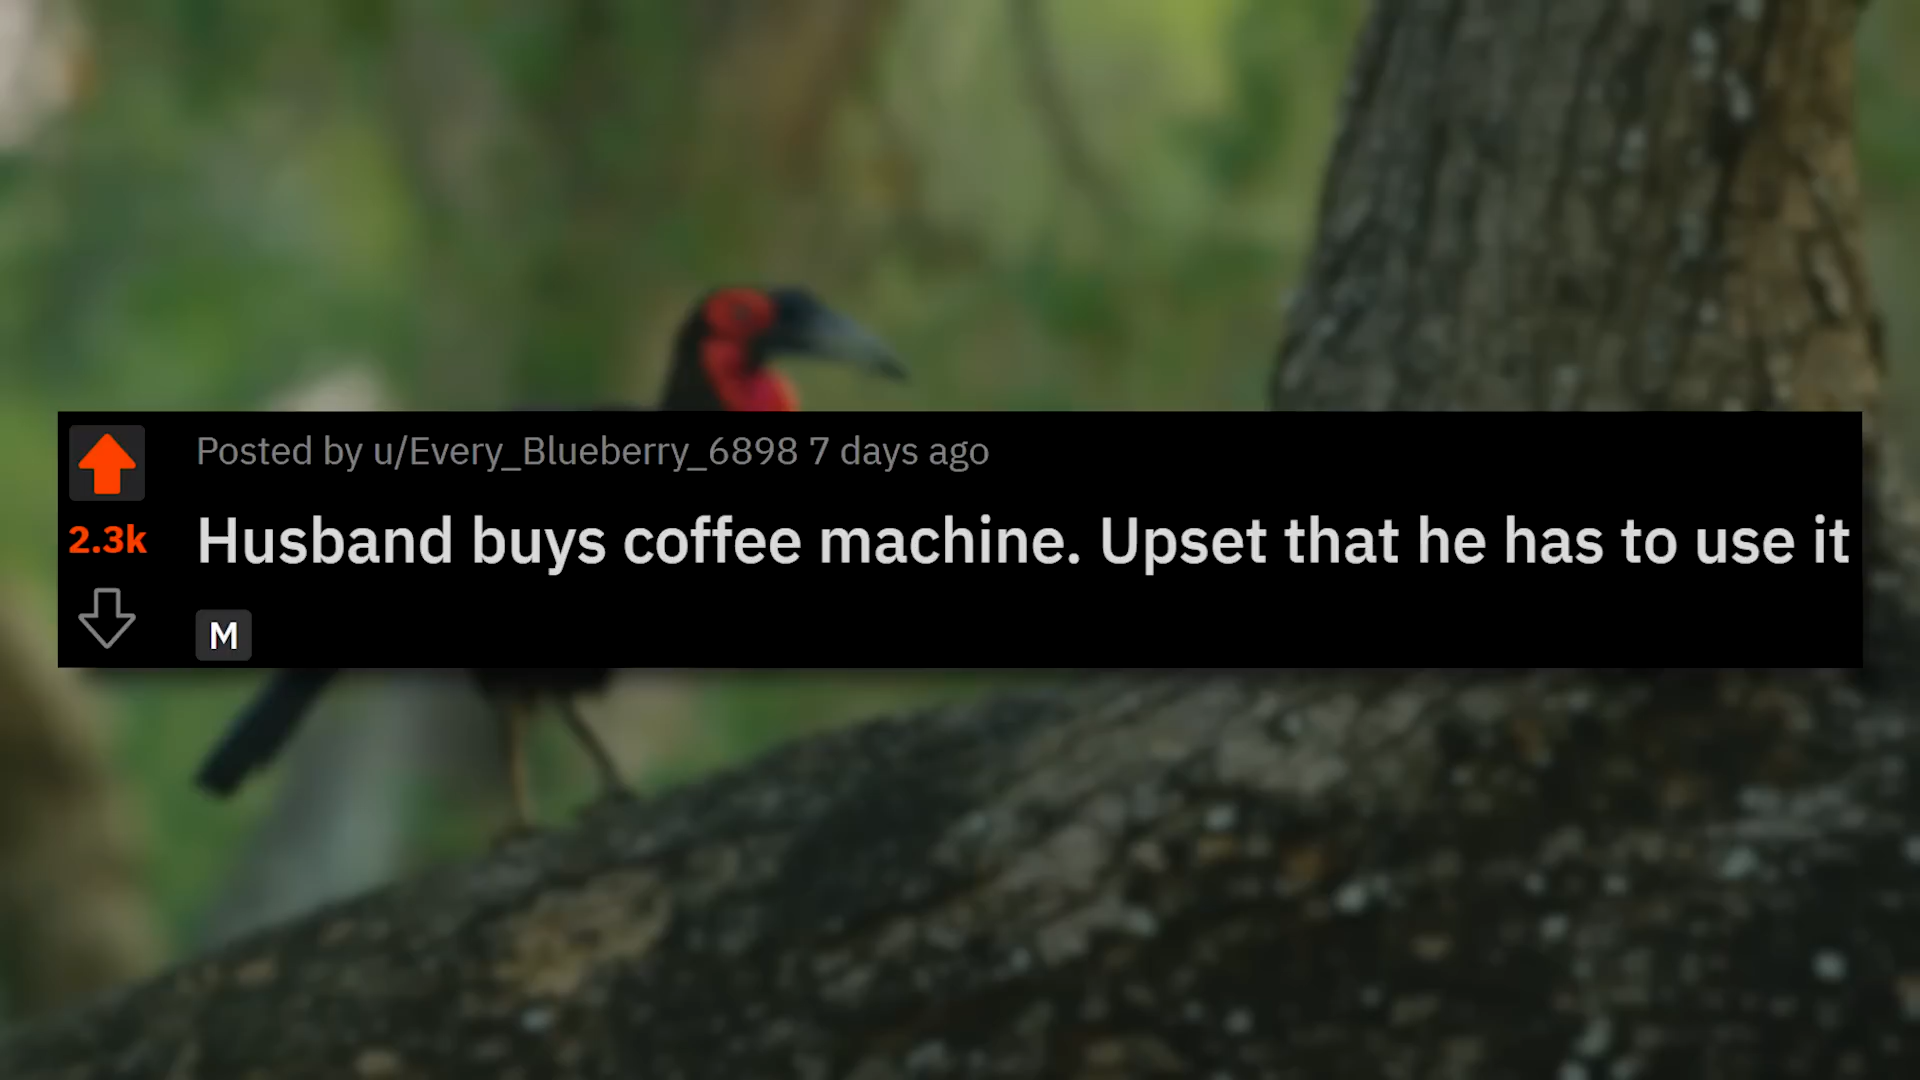 Posted by u/Every_Blueberry_6898 7 days ago
2.3k
Husband buys coffee machine. Upset that he has to use it
M